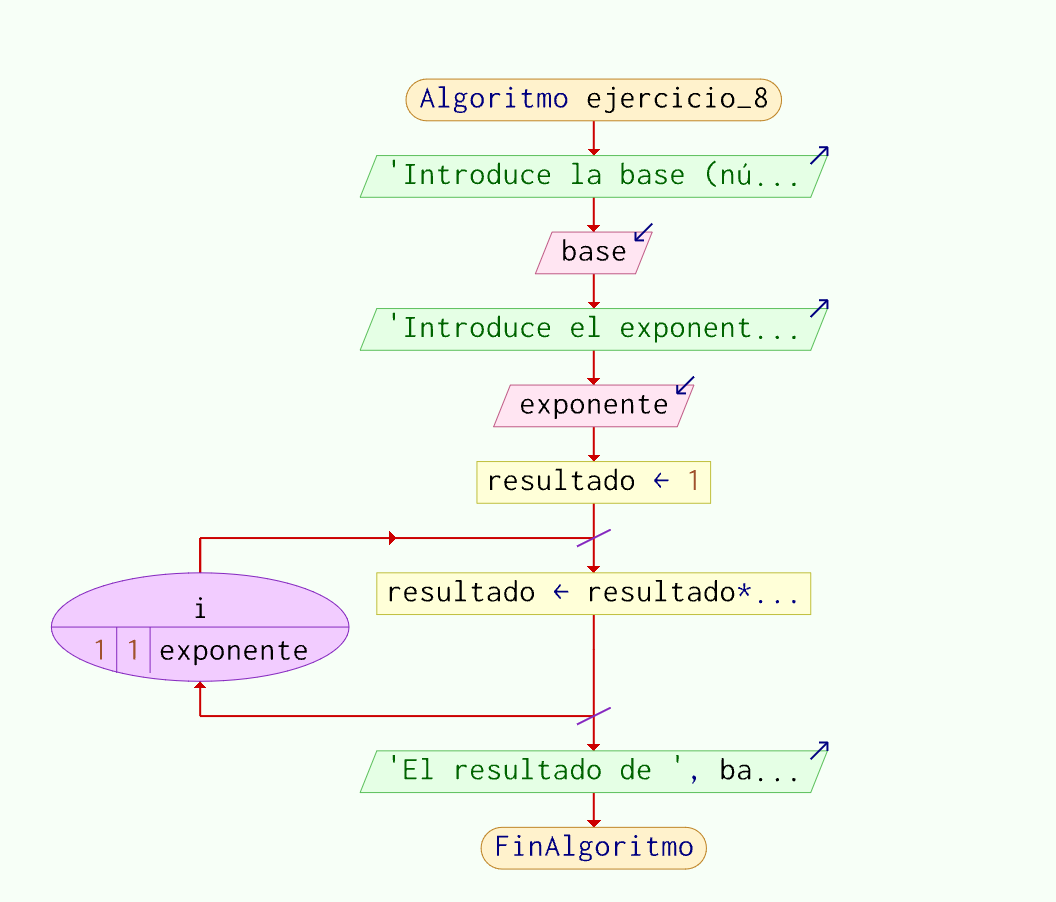 Algoritmo ejercicio_8
'Introduce la base (nú...
base
'Introduce el exponent...
exponente
resultado ← 1
resultado ← resultado*...
i
1 1 exponente
'El resultado de ', ba...
FinAlgoritmo